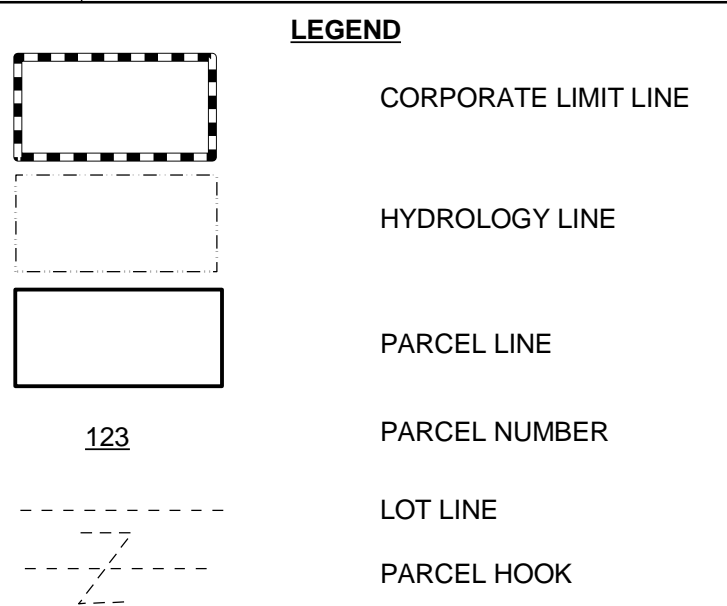 LEGEND
CORPORATE LIMIT LINE
HYDROLOGY LINE
PARCEL LINE
123 PARCEL NUMBER
LOT LINE
PARCEL HOOK